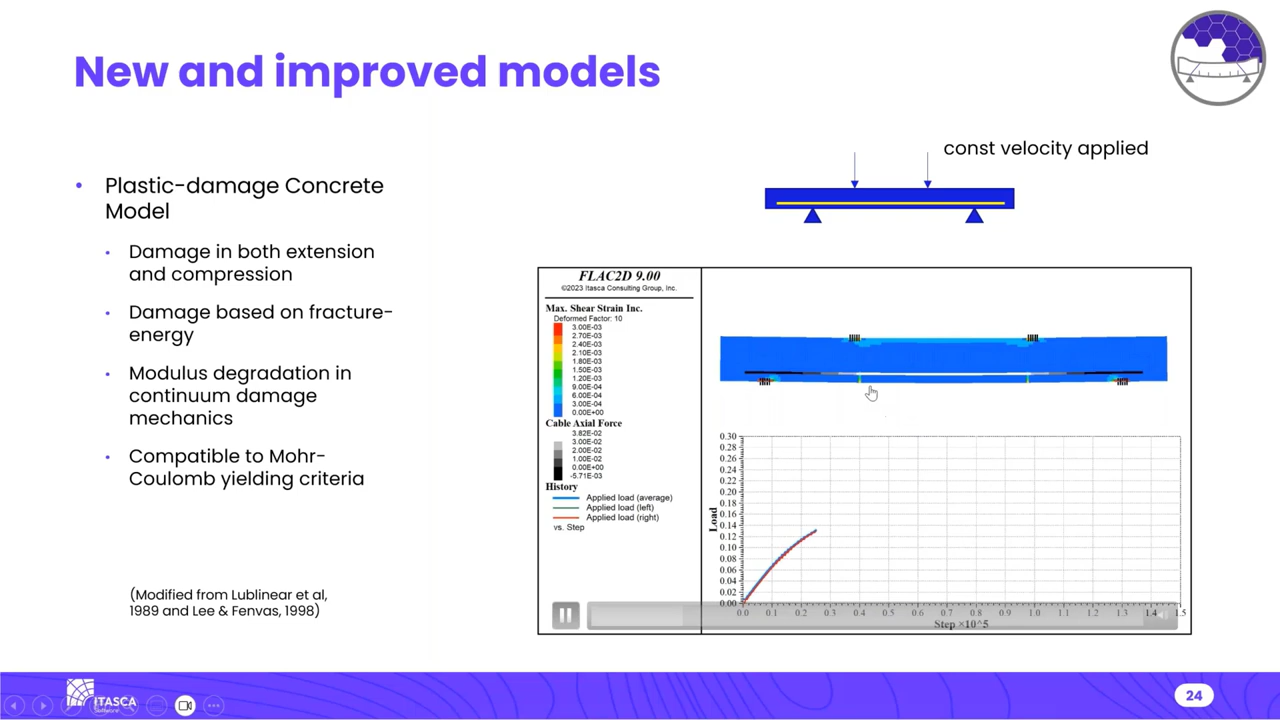 New and improved models
const velocity applied
• Plastic-damage Concrete
Model
▪ Damage in both extension
and compression
▪ Damage based on fracture-
energy
▪ Modulus degradation in
continuum damage
mechanics
▪ Compatible to Mohr-
Coulomb yielding criteria
(Modified from Lublinear et al,
1989 and Lee & Fenvas, 1998)
FLAC2D 9.00
©2023 Itasca Consulting Group, Inc.
Max. Shear Strain Inc.
Deformed Factor: 10
3.00E-03
2.70E-03
2.40E-03
2.10E-03
1.80E-03
1.50E-03
1.20E-03
9.00E-04
6.00E-04
3.00E-04
0.00E+00
Cable Axial Force
3.82E-02
3.00E-02
2.00E-02
1.00E-02
0.00E+00
-5.71E-03
History
Applied load (average)
Applied load (left)
Applied load (right)
vs. Step
Load
0.30
0.28
0.26
0.24
0.22
0.20
0.18
0.16
0.14
0.12
0.10
0.08
0.06
0.04
0.02
0.00
0.0 0.1 0.2 0.3 0.4 0.5 0.6 0.7 0.8 0.9 1.0 1.1 1.2 1.3 1.4 1.5
Step ×10^5
ITASCA
Software
24